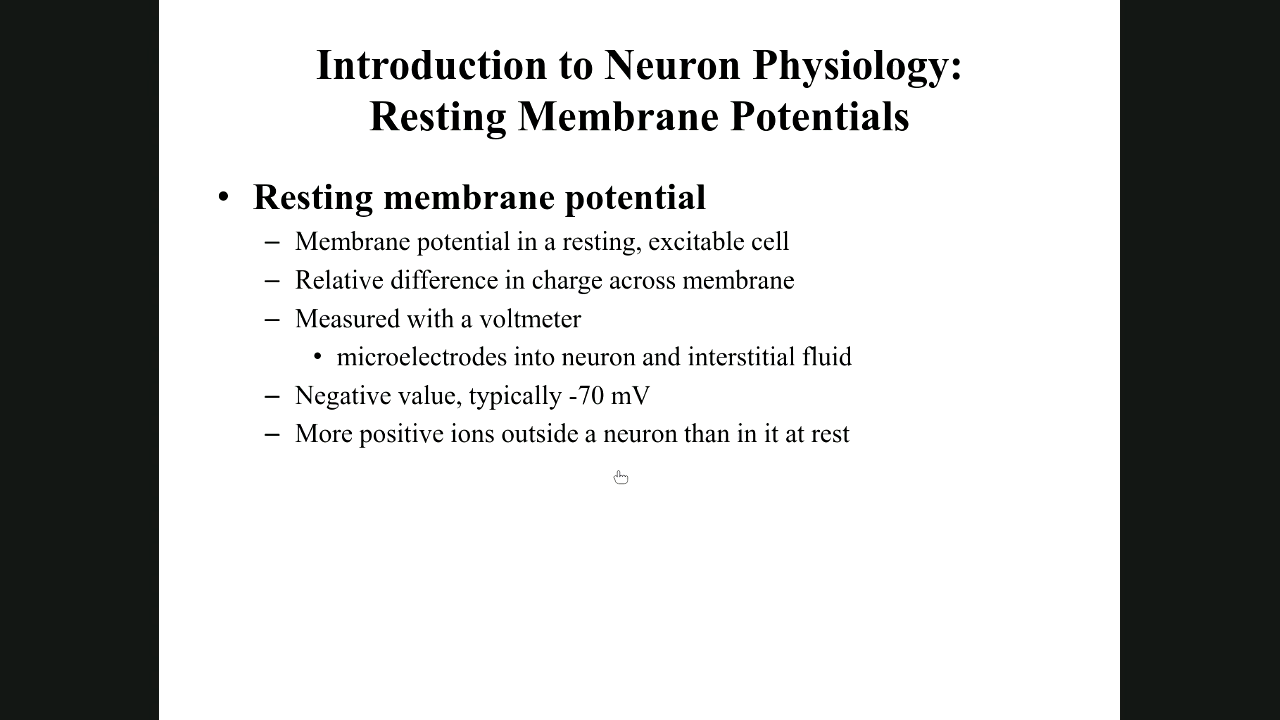 Introduction to Neuron Physiology:
Resting Membrane Potentials
• Resting membrane potential
– Membrane potential in a resting, excitable cell
– Relative difference in charge across membrane
– Measured with a voltmeter
• microelectrodes into neuron and interstitial fluid
– Negative value, typically -70 mV
– More positive ions outside a neuron than in it at rest